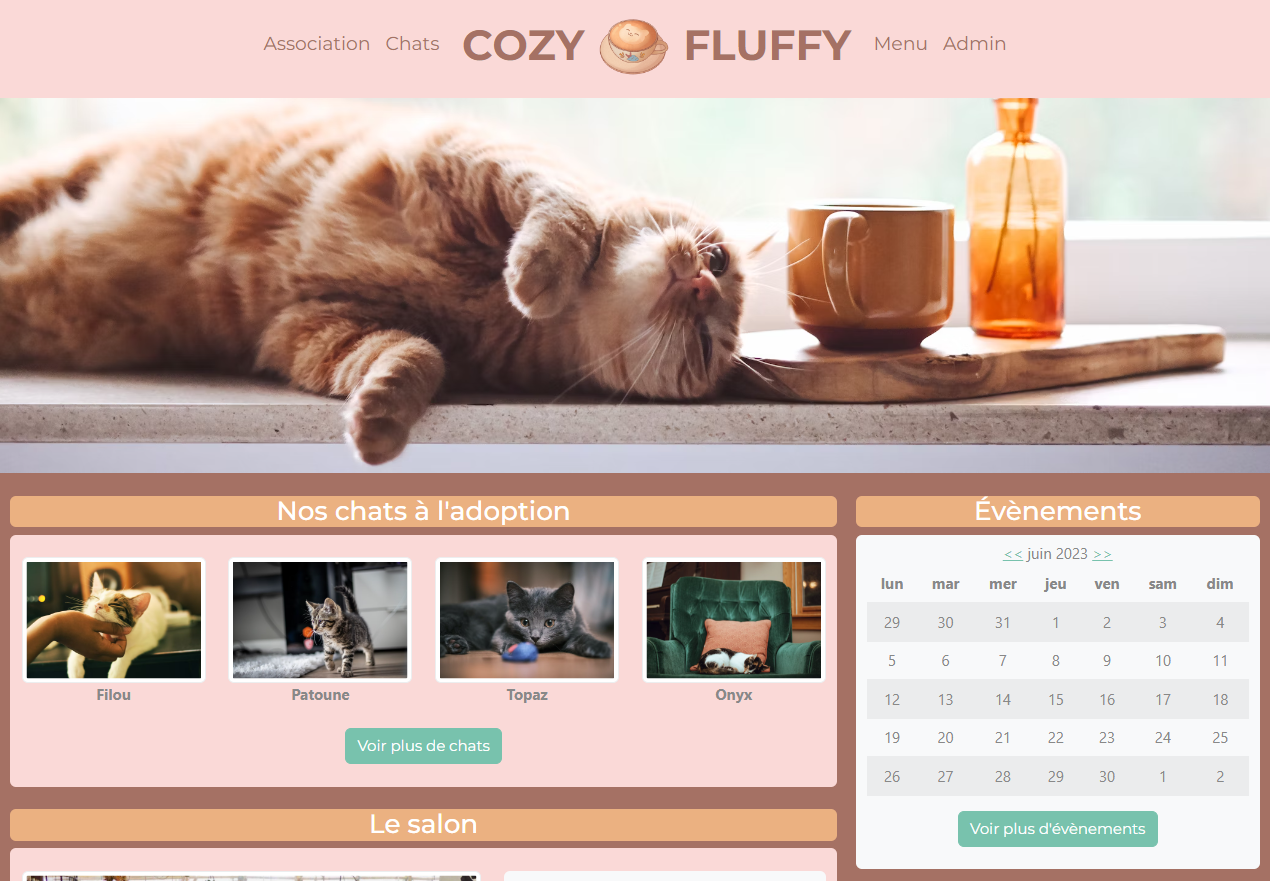 Association Chats COZY FLUFFY Menu Admin
Nos chats à l'adoption
Filou Patoune Topaz Onyx
Voir plus de chats
Le salon
Évènements
<< juin 2023 >>
lun mar mer jeu ven sam dim
29 30 31 1 2 3 4
5 6 7 8 9 10 11
12 13 14 15 16 17 18
19 20 21 22 23 24 25
26 27 28 29 30 1 2
Voir plus d'évènements